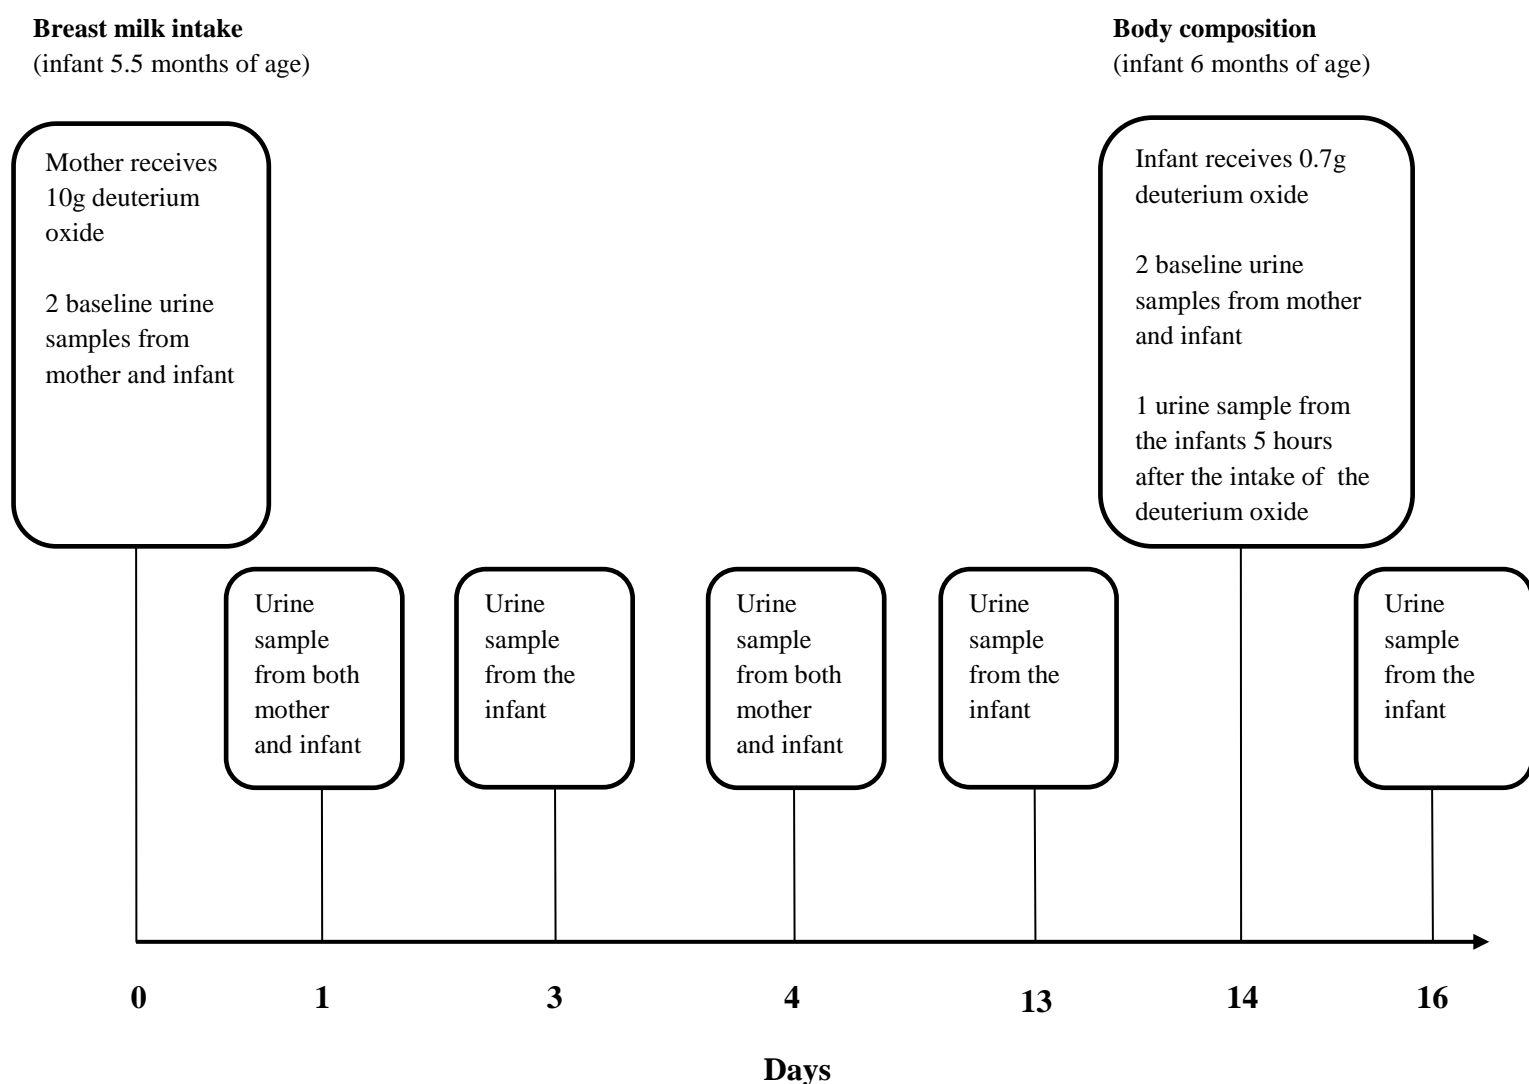 Breast milk intake
(infant 5.5 months of age)
Body composition
(infant 6 months of age)
Mother receives
10g deuterium
oxide
2 baseline urine
samples from
mother and infant
Infant receives 0.7g
deuterium oxide
2 baseline urine
samples from mother
and infant
1 urine sample from
the infants 5 hours
after the intake of the
deuterium oxide
Urine
sample
from both
mother
and infant
Urine
sample
from the
infant
Urine
sample
from both
mother
and infant
Urine
sample
from the
infant
Urine
sample
from the
infant
0 1 3 4 13 14 16
Days